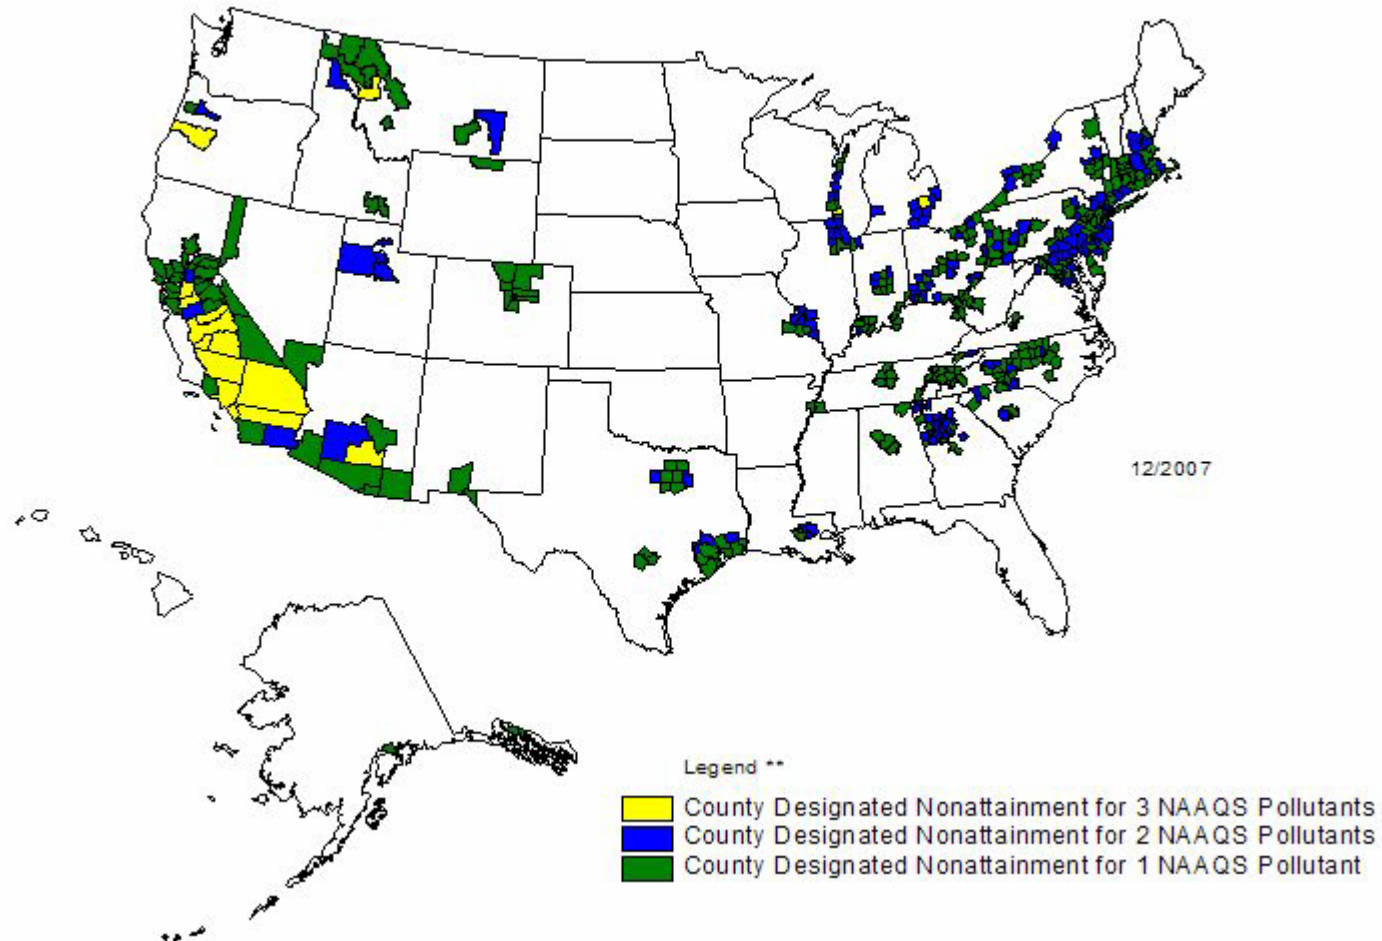 12/2007
Legend **
County Designated Nonattainment for 3 NAAQS Pollutants
County Designated Nonattainment for 2 NAAQS Pollutants
County Designated Nonattainment for 1 NAAQS Pollutant